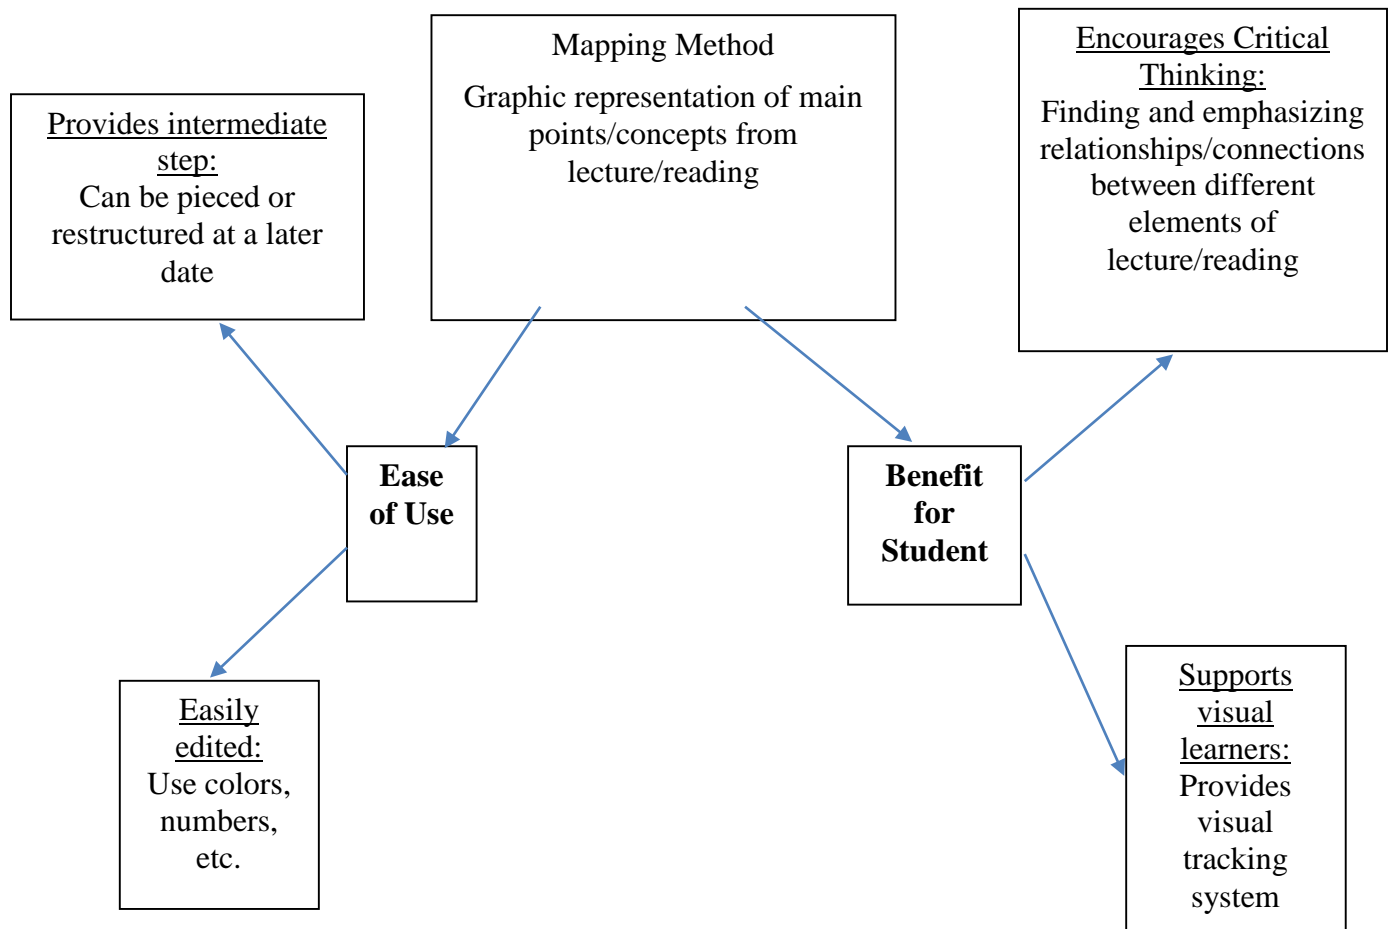 Mapping Method
Graphic representation of main
points/concepts from
lecture/reading
Provides intermediate
step:
Can be pieced or
restructured at a later
date
Encourages Critical
Thinking:
Finding and emphasizing
relationships/connections
between different
elements of
lecture/reading
Ease
of Use
Benefit
for
Student
Easily
edited:
Use colors,
numbers,
etc.
Supports
visual
learners:
Provides
visual
tracking
system